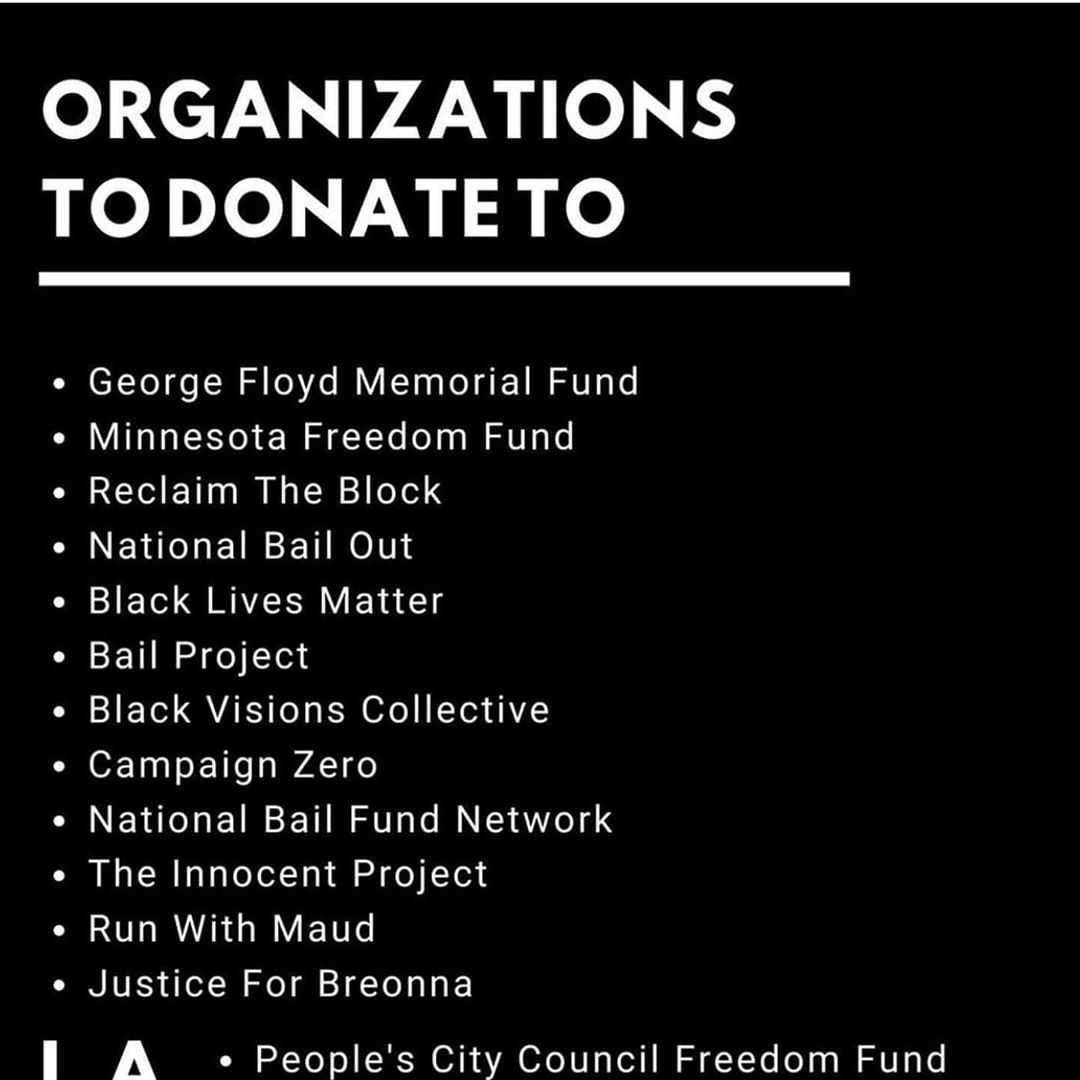 ORGANIZATIONS
TO DONATE TO
• George Floyd Memorial Fund
• Minnesota Freedom Fund
• Reclaim The Block
• National Bail Out
• Black Lives Matter
• Bail Project
• Black Visions Collective
• Campaign Zero
• National Bail Fund Network
• The Innocent Project
• Run With Maud
• Justice For Breonna
LA • People's City Council Freedom Fund